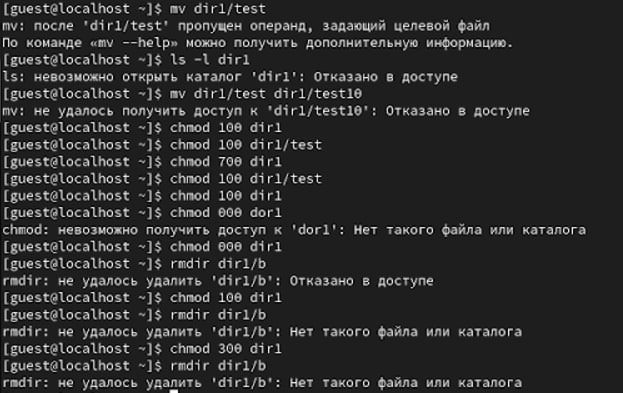 [guest@localhost ~]$ mv dir1/test
mv: после 'dir1/test' пропущен операнд, задающий целевой файл
По команде «mv --help» можно получить дополнительную информацию.
[guest@localhost ~]$ ls -l dir1
ls: невозможно открыть каталог 'dir1': Отказано в доступе
[guest@localhost ~]$ mv dir1/test dir1/test10
mv: не удалось получить доступ к 'dir1/test10': Отказано в доступе
[guest@localhost ~]$ chmod 100 dir1
[guest@localhost ~]$ chmod 100 dir1/test
[guest@localhost ~]$ chmod 700 dir1
[guest@localhost ~]$ chmod 100 dir1/test
[guest@localhost ~]$ chmod 100 dir1
[guest@localhost ~]$ chmod 000 dor1
chmod: невозможно получить доступ к 'dor1': Нет такого файла или каталога
[guest@localhost ~]$ chmod 000 dir1
[guest@localhost ~]$ rmdir dir1/b
rmdir: не удалось удалить 'dir1/b': Отказано в доступе
[guest@localhost ~]$ chmod 100 dir1
[guest@localhost ~]$ rmdir dir1/b
rmdir: не удалось удалить 'dir1/b': Нет такого файла или каталога
[guest@localhost ~]$ chmod 300 dir1
[guest@localhost ~]$ rmdir dir1/b
rmdir: не удалось удалить 'dir1/b': Нет такого файла или каталога